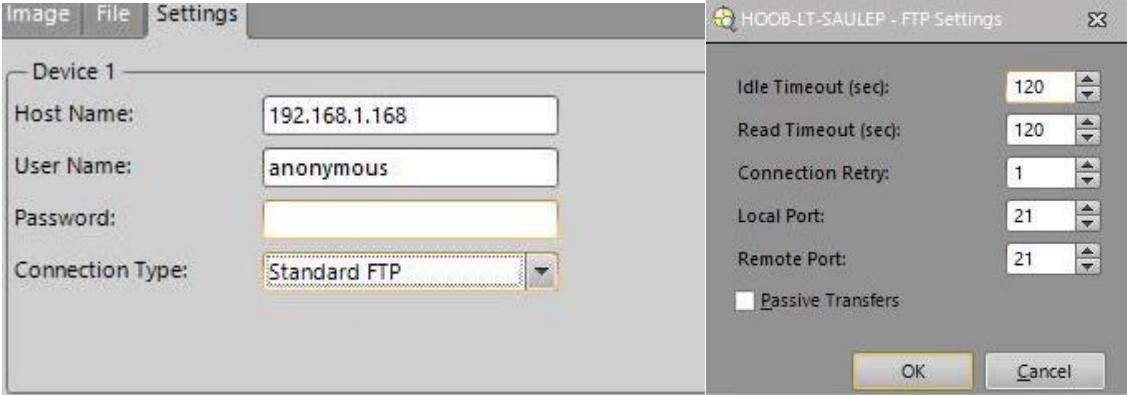 Image File Settings
Device 1
Host Name: 192.168.1.168
User Name: anonymous
Password:
Connection Type: Standard FTP
HOOB-LT-SAULEP - FTP Settings
Idle Timeout (sec): 120
Read Timeout (sec): 120
Connection Retry: 1
Local Port: 21
Remote Port: 21
Passive Transfers
OK Cancel